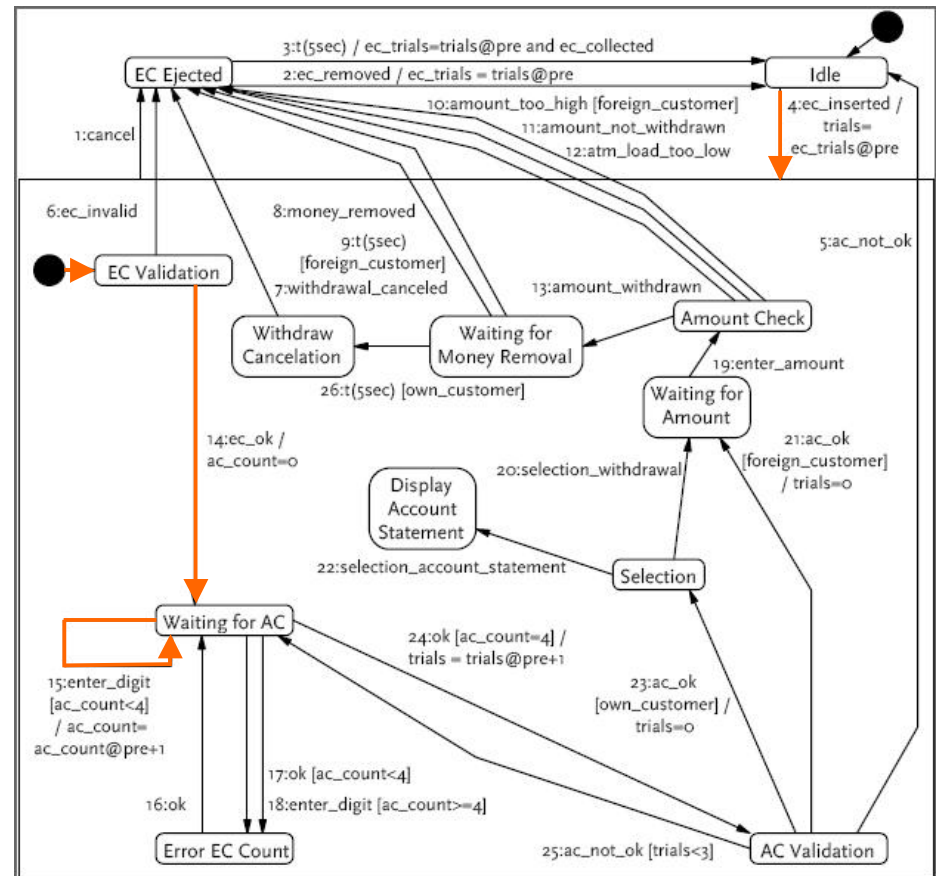 3:t(5sec) / ec_trials=trials@pre and ec_collected
EC Ejected
2:ec_removed / ec_trials = trials@pre
Idle
10:amount_too_high [foreign_customer]
11:amount_not_withdrawn
12:atm_load_too_low
4:ec_inserted /
trials=
ec_trials@pre
1:cancel
6:ec_invalid
8:money_removed
5:ac_not_ok
9:t(5sec)
[foreign_customer]
7:withdrawal_canceled
EC Validation
13:amount_withdrawn
Withdraw
Cancelation
Waiting for
Money Removal
Amount Check
26:t(5sec) [own_customer]
19:enter_amount
Waiting for
Amount
14:ec_ok /
ac_count=0
21:ac_ok
[foreign_customer]
/ trials=0
20:selection_withdrawal
Display
Account
Statement
22:selection_account_statement
Selection
Waiting for AC
24:ok [ac_count=4] /
trials = trials@pre+1
15:enter_digit
[ac_count<4]
/ ac_count=
ac_count@pre+1
23:ac_ok
[own_customer] /
trials=0
17:ok [ac_count<4]
16:ok
18:enter_digit [ac_count>=4]
Error EC Count
25:ac_not_ok [trials<3]
AC Validation